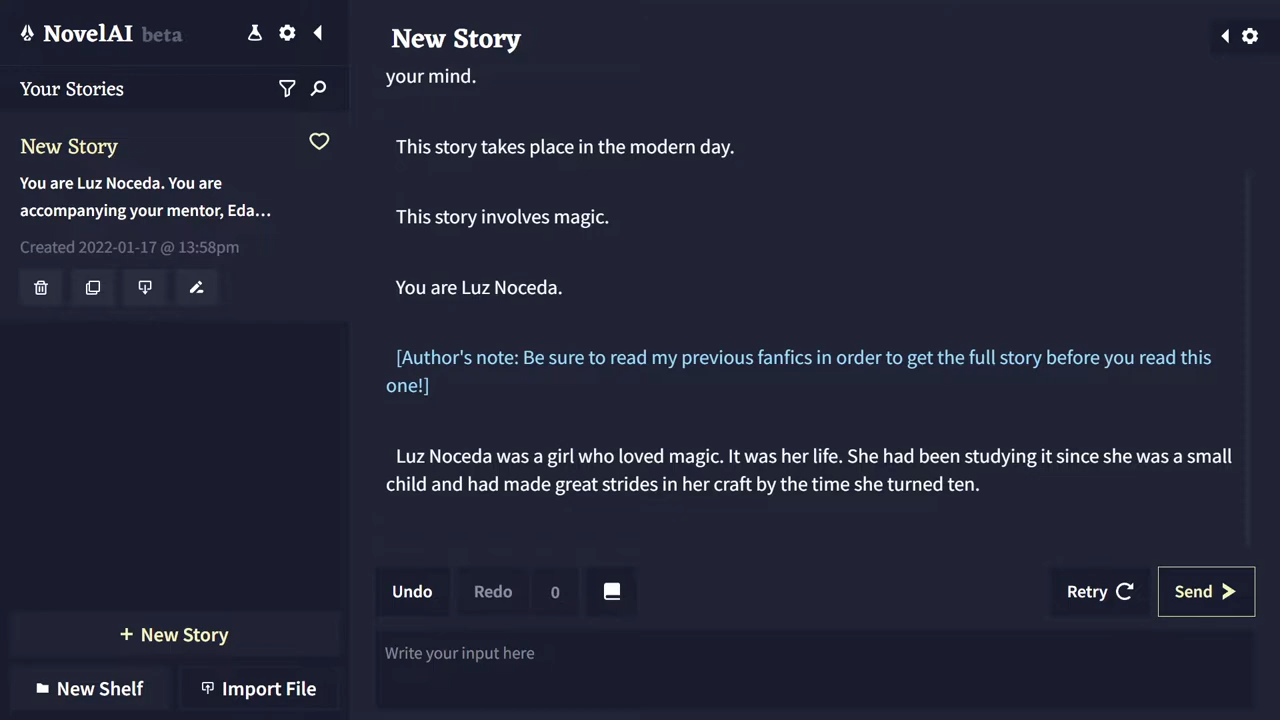 NovelAI beta
Your Stories
New Story
You are Luz Noceda. You are
accompanying your mentor, Eda...
Created 2022-01-17 @ 13:58pm
+ New Story
New Shelf
Import File
New Story
your mind.
This story takes place in the modern day.
This story involves magic.
You are Luz Noceda.
[Author's note: Be sure to read my previous fanfics in order to get the full story before you read this
one!]
Luz Noceda was a girl who loved magic. It was her life. She had been studying it since she was a small
child and had made great strides in her craft by the time she turned ten.
Undo
Redo
0
Retry
Send
Write your input here